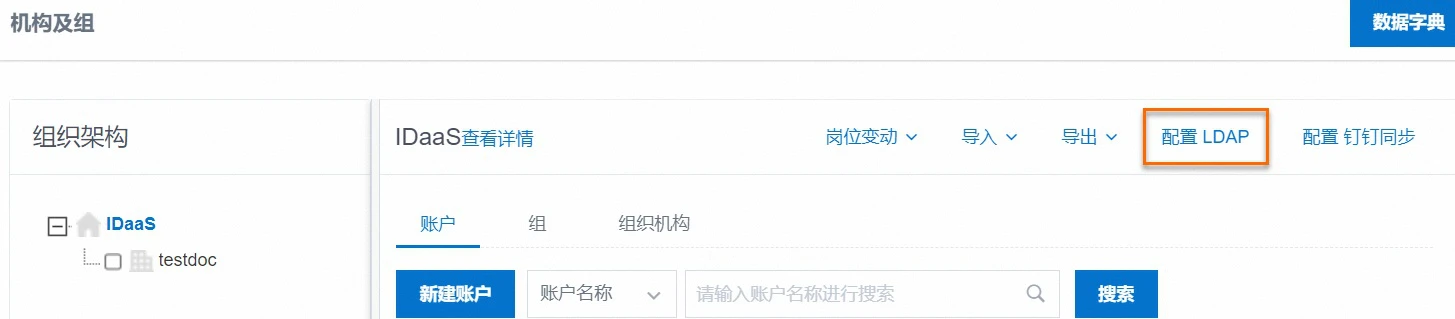 机构及组
数据字典
组织架构
IDaaS查看详情 岗位变动 导入 导出 配置 LDAP 配置 钉钉同步
IDaaS
testdoc
账户 组 组织机构
新建账户 账户名称 请输入账户名称进行搜索 搜索